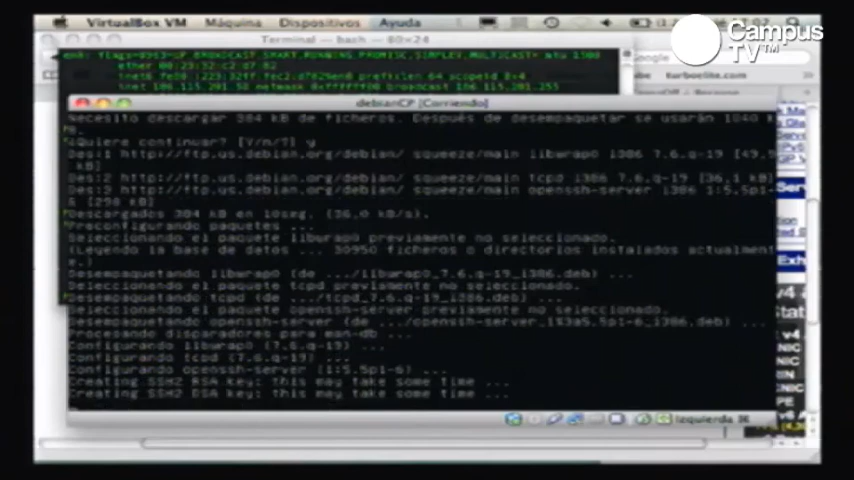 VirtualBox VM Máquina Dispositivos Ayuda
Campus
TV™
Terminal — bash — 80×24
turboelite.com
debianCP [Corriendo]
Necesito descargar 384 kB de ficheros. Después de desempaquetar se usarán 1040 k
B.
¿Quiere continuar? [Y/n/?] y
Des:1 http://ftp.us.debian.org/debian/ squeeze/main libwrap0 i386 7.6.q-19 [49,9
kB]
Des:2 http://ftp.us.debian.org/debian/ squeeze/main tcpd i386 7.6.q-19 [36,1 kB]
Des:3 http://ftp.us.debian.org/debian/ squeeze/main openssh-server i386 1:5.5p1-
6 [298 kB]
Descargados 384 kB en 10seg. (36,0 kB/s).
Preconfigurando paquetes ...
Seleccionando el paquete libwrap0 previamente no seleccionado.
(Leyendo la base de datos ... 30950 ficheros o directorios instalados actualment
e.)
Desempaquetando libwrap0 (de .../libwrap0_7.6.q-19_i386.deb) ...
Seleccionando el paquete tcpd previamente no seleccionado.
Desempaquetando tcpd (de .../tcpd_7.6.q-19_i386.deb) ...
Seleccionando el paquete openssh-server previamente no seleccionado.
Desempaquetando openssh-server (de .../openssh-server_1%3a5.5p1-6_i386.deb) ...
Procesando disparadores para man-db ...
Configurando libwrap0 (7.6.q-19) ...
Configurando tcpd (7.6.q-19) ...
Configurando openssh-server (1:5.5p1-6) ...
Creating SSH2 RSA key; this may take some time ...
Creating SSH2 DSA key; this may take some time ...
Izquierda ⌘